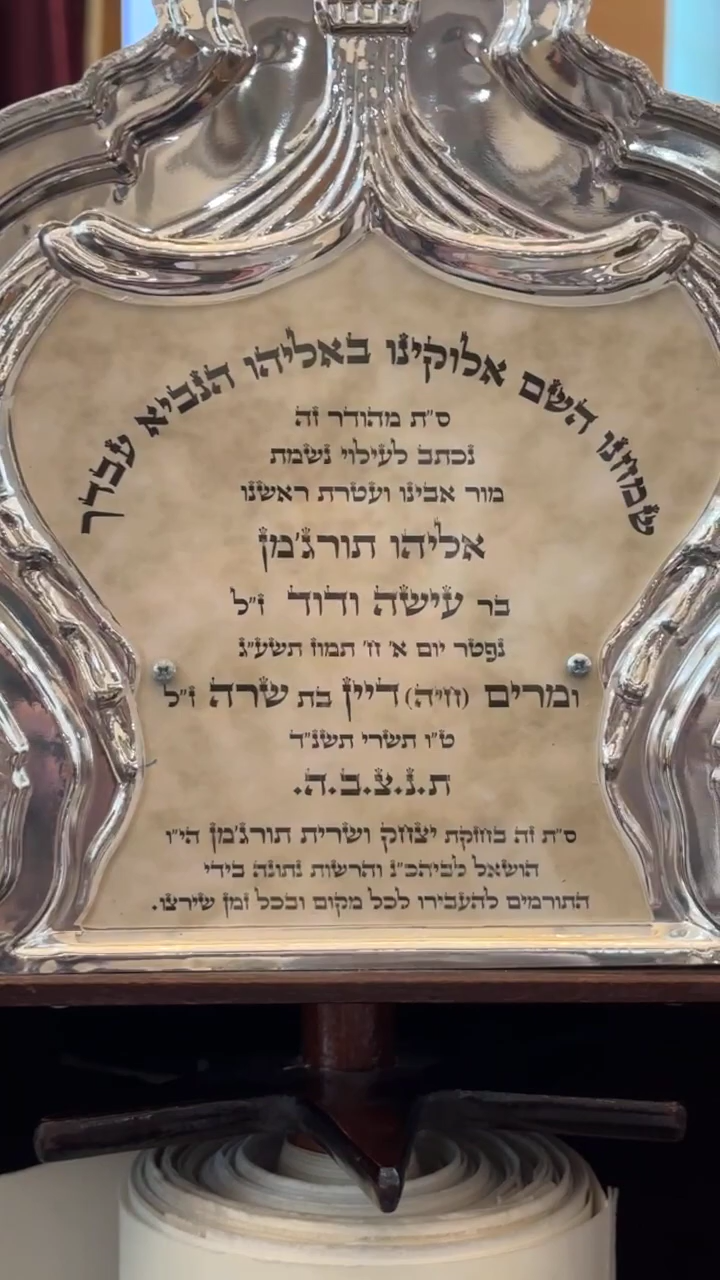 שמחנו השם אלוקינו באליהו הנביא עבדך
ס"ת מהודר זה
נכתב לעילוי נשמת
מור אבינו ועטרת ראשנו
אליהו תורג'מן
בר עישה ודוד ז"ל
נפטר יום א' ח' תמוז תשע"ג
ומרים (חיה) דיין בת שרה ז"ל
ט"ו תשרי תשנ"ד
ת.נ.צ.ב.ה.
ס"ת זה בחזקת יצחק ושרית תורג'מן הי"ו
הושאל לביהכ"נ והרשות נתונה בידי
התורמים להעבירו לכל מקום ובכל זמן שירצו.